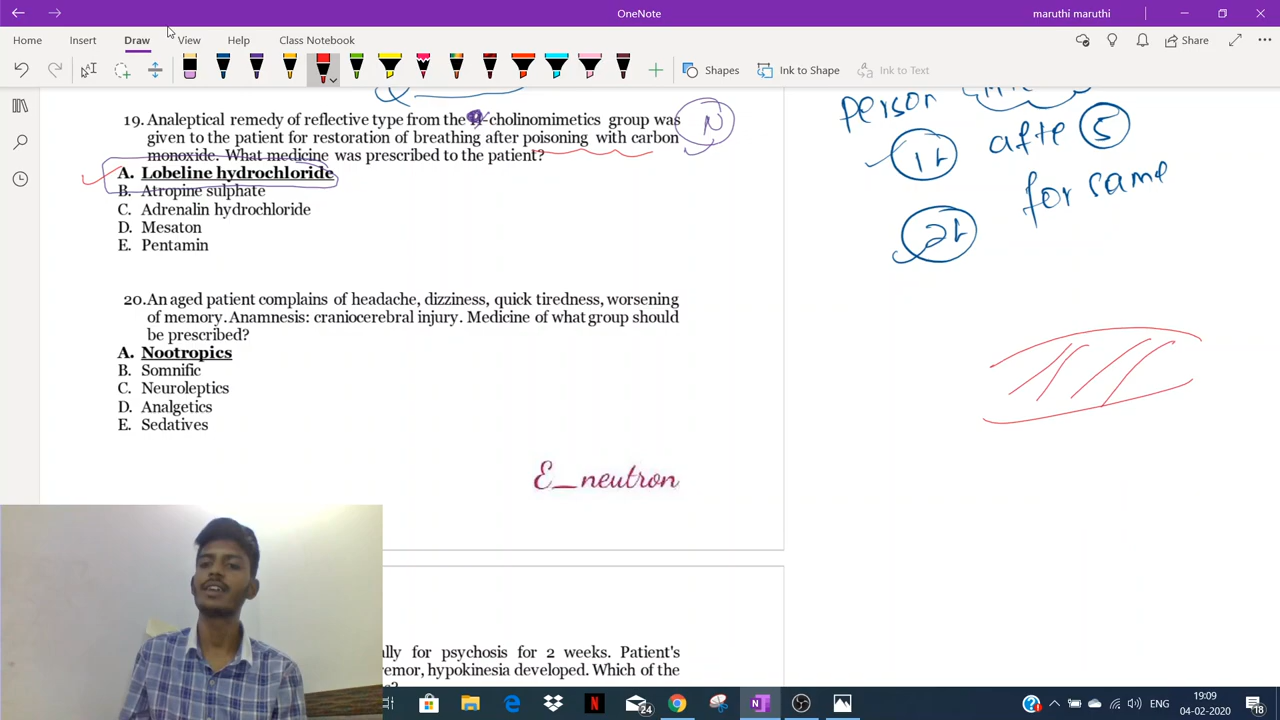 OneNote
maruthi maruthi
Home Insert Draw View Help Class Notebook
Share
Shapes Ink to Shape Ink to Text
19. Analeptical remedy of reflective type from the -cholinomimetics group was
given to the patient for restoration of breathing after poisoning with carbon
monoxide. What medicine was prescribed to the patient?
A. Lobeline hydrochloride
B. Atropine sulphate
C. Adrenalin hydrochloride
D. Mesaton
E. Pentamin
N
person
1t after 5
for same
2t
20. An aged patient complains of headache, dizziness, quick tiredness, worsening
of memory. Anamnesis: craniocerebral injury. Medicine of what group should
be prescribed?
A. Nootropics
B. Somnific
C. Neuroleptics
D. Analgetics
E. Sedatives
E_neutron
ally for psychosis for 2 weeks. Patient's
emor, hypokinesia developed. Which of the
24
ENG
19:09
04-02-2020
18